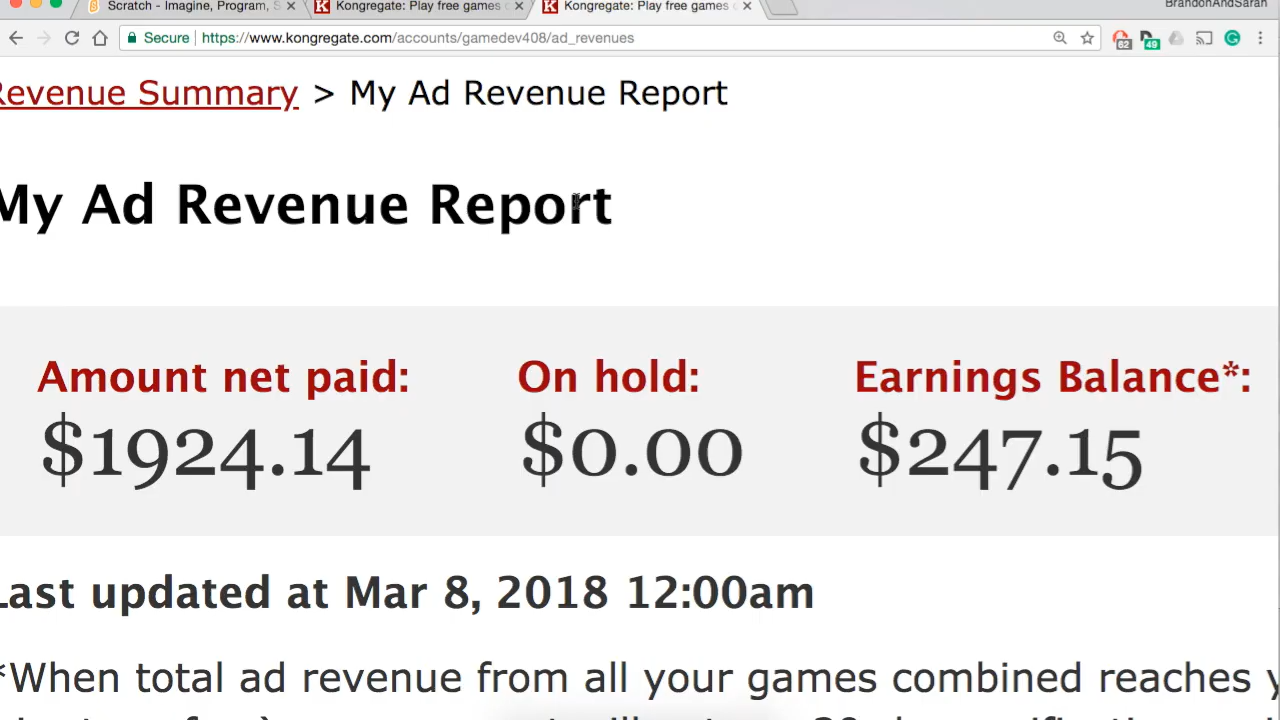 BrandonAndSarah
Scratch - Imagine, Program, S
Kongregate: Play free games o
Kongregate: Play free games o
Secure
https://www.kongregate.com/accounts/gamedev408/ad_revenues
62
49
Revenue Summary > My Ad Revenue Report
My Ad Revenue Report
Amount net paid: On hold: Earnings Balance*:
$1924.14 $0.00 $247.15
Last updated at Mar 8, 2018 12:00am
*When total ad revenue from all your games combined reaches y